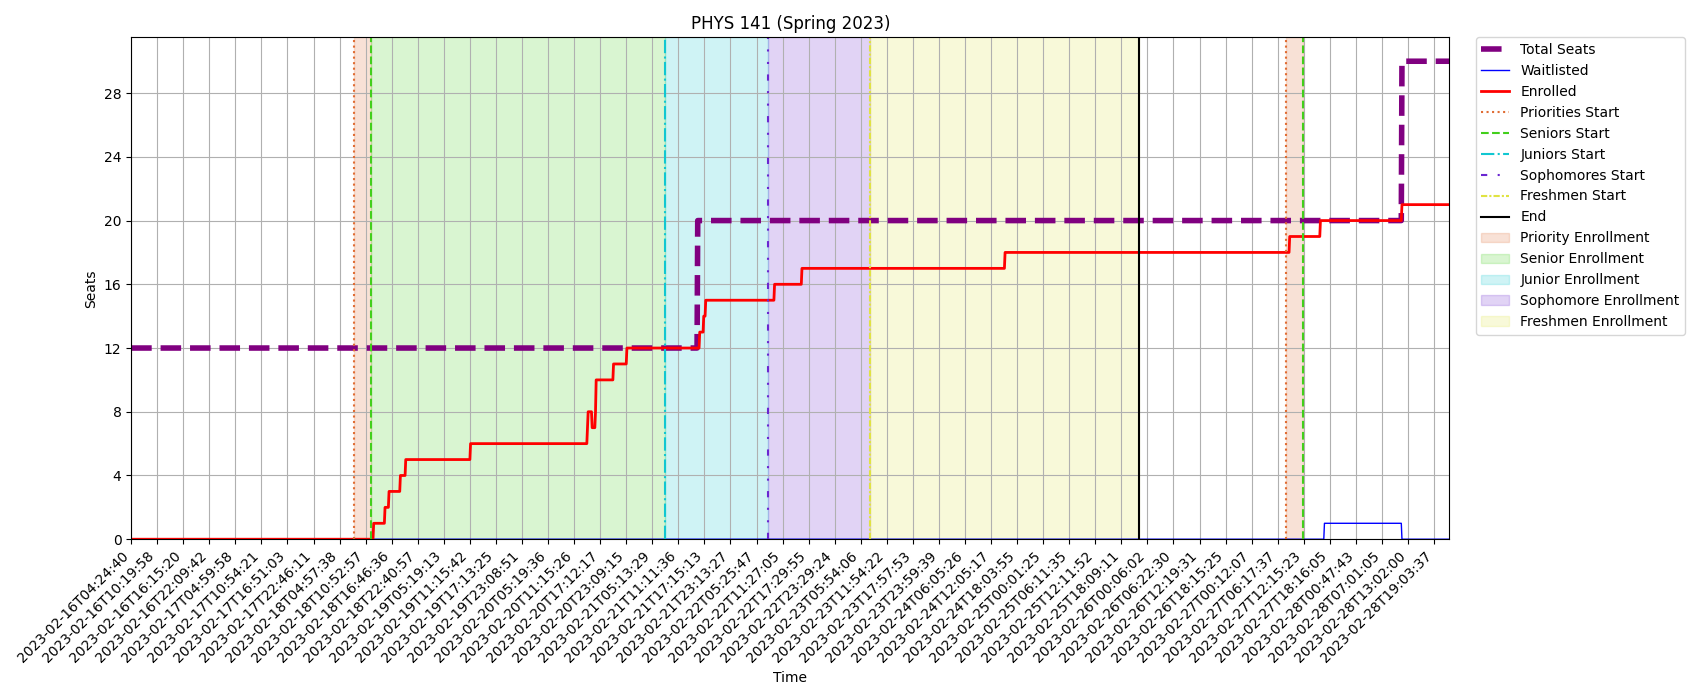 PHYS 141 (Spring 2023)
Total Seats
Waitlisted
Enrolled
Priorities Start
Seniors Start
Juniors Start
Sophomores Start
Freshmen Start
End
Priority Enrollment
Senior Enrollment
Junior Enrollment
Sophomore Enrollment
Freshmen Enrollment
Seats
28
24
20
16
12
8
4
0
2023-02-16T04:24:40
2023-02-16T10:19:58
2023-02-16T16:15:20
2023-02-16T22:09:42
2023-02-17T04:59:58
2023-02-17T10:54:21
2023-02-17T16:51:03
2023-02-17T22:46:11
2023-02-18T04:57:38
2023-02-18T10:52:57
2023-02-18T16:46:36
2023-02-18T22:40:57
2023-02-19T05:19:13
2023-02-19T11:15:42
2023-02-19T17:13:25
2023-02-19T23:08:51
2023-02-20T05:19:36
2023-02-20T11:15:26
2023-02-20T17:12:17
2023-02-20T23:09:15
2023-02-21T05:13:29
2023-02-21T11:11:36
2023-02-21T17:15:13
2023-02-21T23:13:27
2023-02-22T05:25:47
2023-02-22T11:27:05
2023-02-22T17:29:55
2023-02-22T23:29:24
2023-02-23T05:54:06
2023-02-23T11:54:22
2023-02-23T17:57:53
2023-02-23T23:59:39
2023-02-24T06:05:26
2023-02-24T12:05:17
2023-02-24T18:03:55
2023-02-25T00:01:25
2023-02-25T06:11:35
2023-02-25T12:11:52
2023-02-25T18:09:11
2023-02-26T00:06:02
2023-02-26T06:22:30
2023-02-26T12:19:31
2023-02-26T18:15:25
2023-02-27T00:12:07
2023-02-27T06:17:37
2023-02-27T12:15:23
2023-02-27T18:16:05
2023-02-28T00:47:43
2023-02-28T07:01:05
2023-02-28T13:02:00
2023-02-28T19:03:37
Time